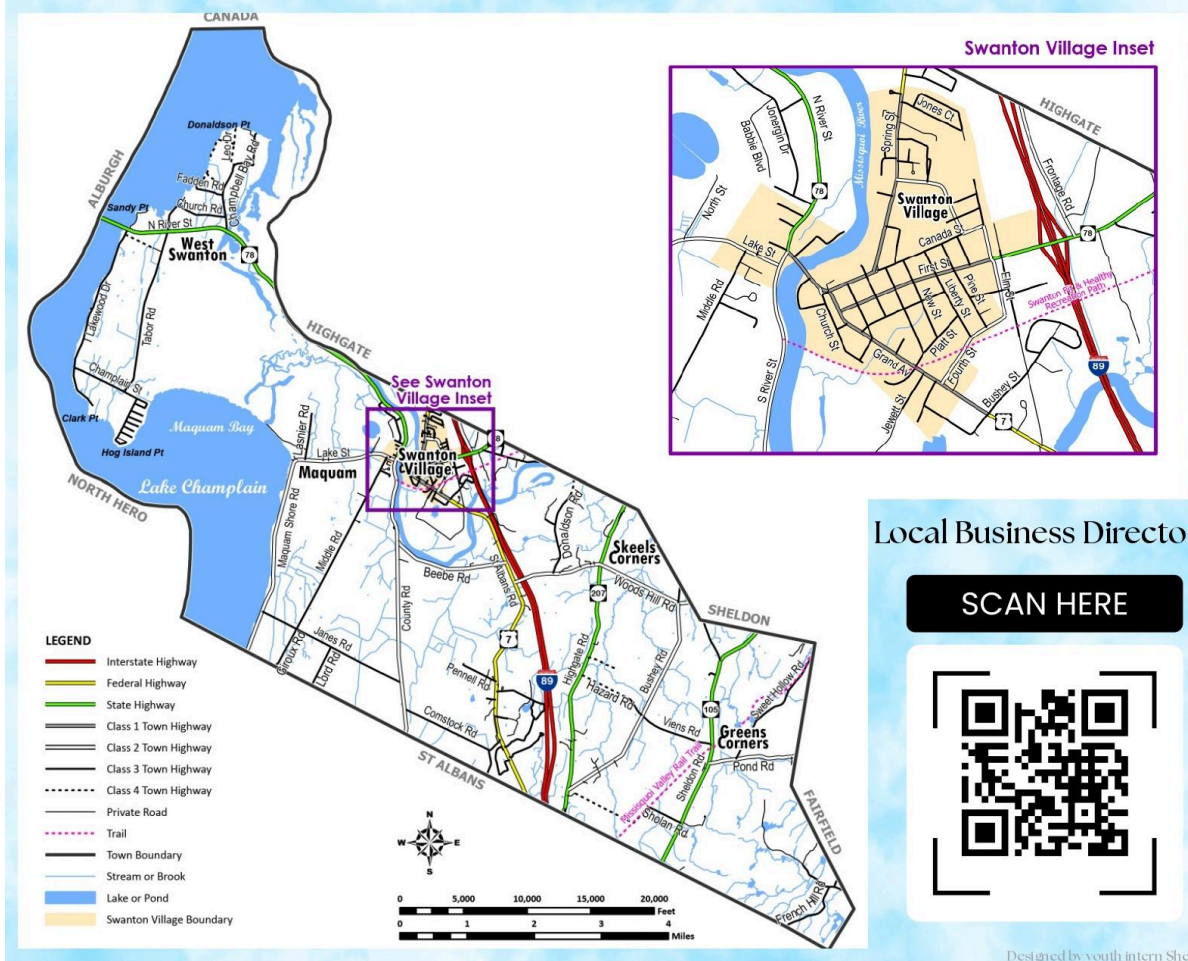 CANADA
Donaldson Pt
Leo Dr
Champbell Bay Rd
Fadden Rd
Church Rd
ALBURGH
Sandy Pt
N River St
West
Swanton
78
Lakewood Dr
Tabor Rd
HIGHGATE
Champlain St
Clark Pt
Hog Island Pt
Maquam Bay
Lake Champlain
NORTH HERO
See Swanton
Village Inset
Lasnier Rd
Lake St
Maquam
Swanton
Village
Maquam Shore Rd
Middle Rd
County Rd
Beebe Rd
St Albans Rd
Donaldson Rd
Skeels
Corners
207
Woods Hill Rd
SHELDON
Janes Rd
Giroux Rd
Lord Rd
7
Pennell Rd
89
Highgate Rd
Hazard Rd
Bushey Rd
Comstock Rd
Viens Rd
105
Sweet Hollow Rd
Greens
Corners
Pond Rd
Missisquoi Valley Rail Trail
Sheldon Rd
Sholan Rd
French Hill Rd
ST ALBANS
FAIRFIELD
Swanton Village Inset
HIGHGATE
N River St
Jonergin Dr
Babbie Blvd
North St
Missisquoi River
Spring St
Jones Ct
Frontage Rd
78
Swanton
Village
Canada St
78
Lake St
Middle Rd
First St
Elm St
Pine St
Liberty St
New St
Swanton Fit & Healthy
Recreation Path
Church St
Platt St
Grand Av
Fourth St
Bushey St
Jewett St
S River St
89
7
LEGEND
Interstate Highway
Federal Highway
State Highway
Class 1 Town Highway
Class 2 Town Highway
Class 3 Town Highway
Class 4 Town Highway
Private Road
Trail
Town Boundary
Stream or Brook
Lake or Pond
Swanton Village Boundary
N
W E
S
0 5,000 10,000 15,000 20,000
Feet
0 1 2 3 4
Miles
Local Business Directo
SCAN HERE
Designed by youth intern She